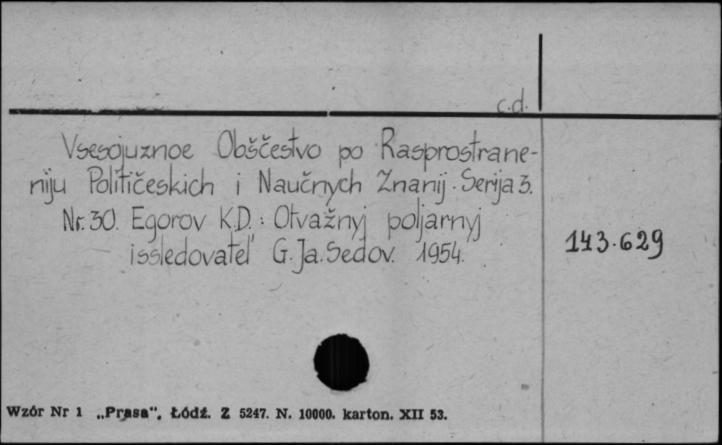 c.d.
Vsesojuznoe Obščestvo po Rasprostrane-
niju Političeskich i Naučnych Znanij. Serija 3.
Nr. 30. Egorov K.D.: Otvažnyj poljarnyj
issledovatel' G. Ja. Sedov. 1954.
143.629
Wzór Nr 1 „Prasa", Łódź. Z 5247. N. 10000. karton. XII 53.